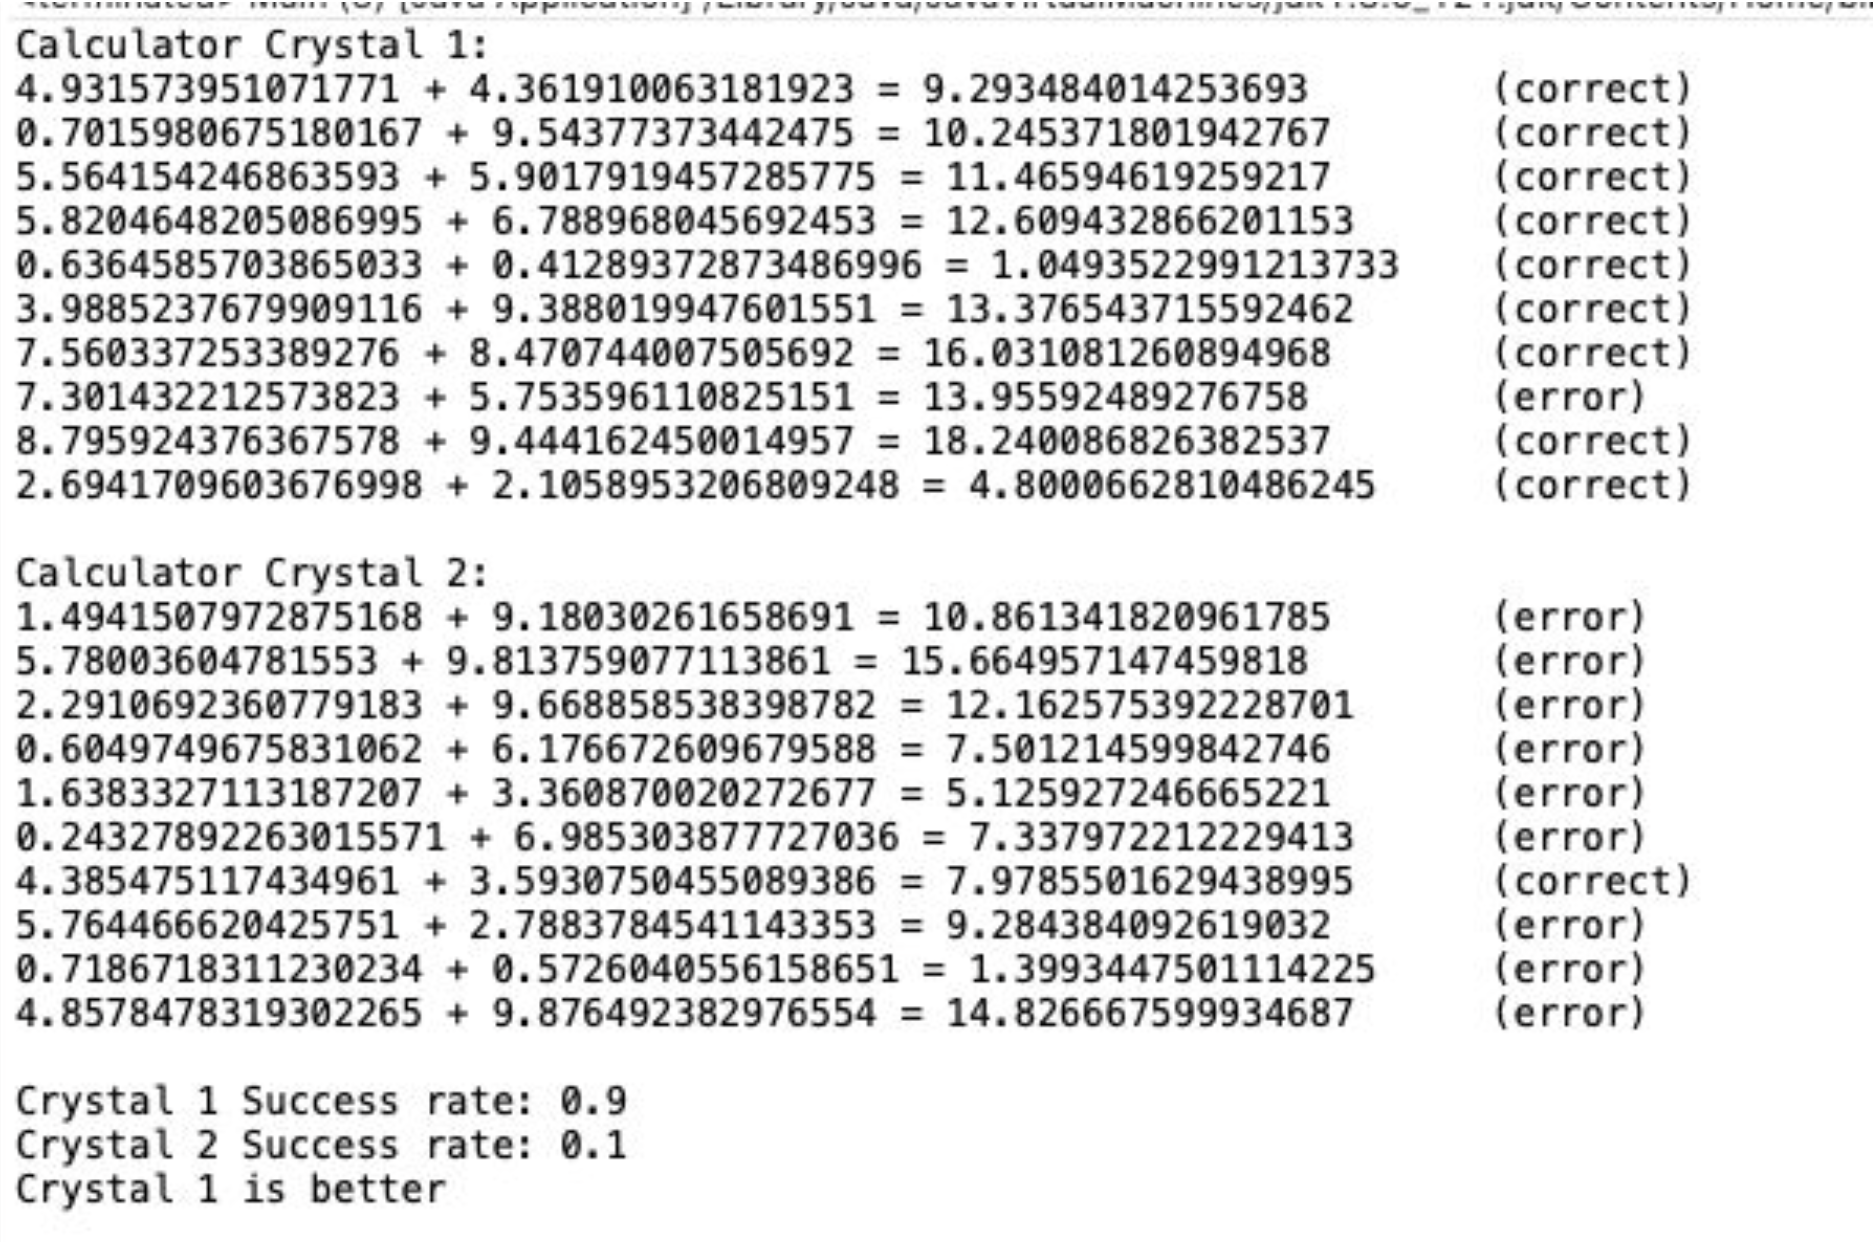 Calculator Crystal 1:
4.931573951071771 + 4.361910063181923 = 9.293484014253693 (correct)
0.7015980675180167 + 9.54377373442475 = 10.245371801942767 (correct)
5.564154246863593 + 5.9017919457285775 = 11.46594619259217 (correct)
5.8204648205086995 + 6.788968045692453 = 12.609432866201153 (correct)
0.6364585703865033 + 0.41289372873486996 = 1.0493522991213733 (correct)
3.9885237679909116 + 9.388019947601551 = 13.376543715592462 (correct)
7.560337253389276 + 8.470744007505692 = 16.031081260894968 (correct)
7.301432212573823 + 5.753596110825151 = 13.95592489276758 (error)
8.795924376367578 + 9.444162450014957 = 18.240086826382537 (correct)
2.6941709603676998 + 2.1058953206809248 = 4.8000662810486245 (correct)
Calculator Crystal 2:
1.4941507972875168 + 9.18030261658691 = 10.861341820961785 (error)
5.78003604781553 + 9.813759077113861 = 15.664957147459818 (error)
2.2910692360779183 + 9.668858538398782 = 12.162575392228701 (error)
0.6049749675831062 + 6.176672609679588 = 7.501214599842746 (error)
1.6383327113187207 + 3.360870020272677 = 5.125927246665221 (error)
0.24327892263015571 + 6.985303877727036 = 7.337972212229413 (error)
4.385475117434961 + 3.5930750455089386 = 7.9785501629438995 (correct)
5.764466620425751 + 2.7883784541143353 = 9.284384092619032 (error)
0.7186718311230234 + 0.5726040556158651 = 1.3993447501114225 (error)
4.8578478319302265 + 9.876492382976554 = 14.826667599934687 (error)
Crystal 1 Success rate: 0.9
Crystal 2 Success rate: 0.1
Crystal 1 is better